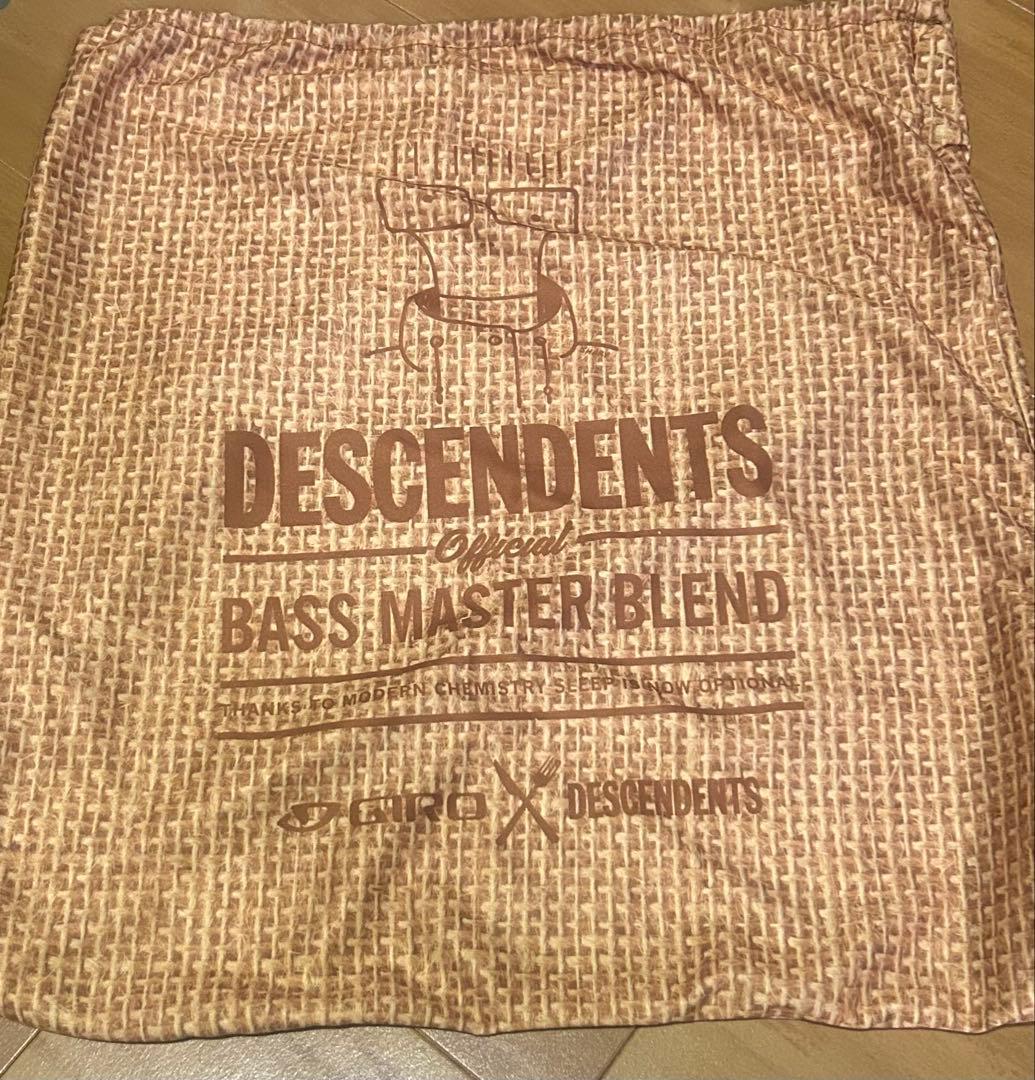 DESCENDENTS
Official
BASS MASTER BLEND
THANKS TO MODERN CHEMISTRY SLEEP IS NOW OPTIONAL
GIRO DESCENDENTS